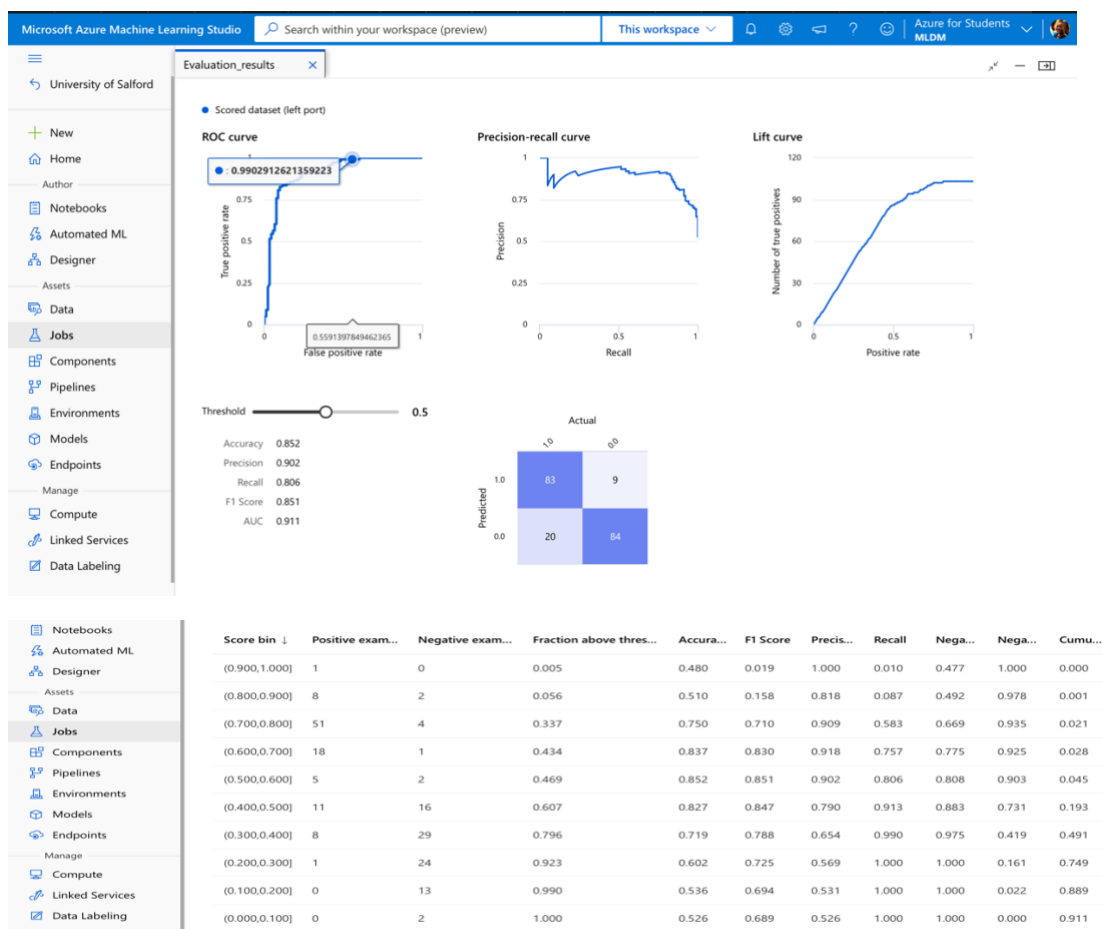 Microsoft Azure Machine Learning Studio
Search within your workspace (preview)
This workspace
Azure for Students
MLDM
Evaluation_results
University of Salford
New
Home
Author
Notebooks
Automated ML
Designer
Assets
Data
Jobs
Components
Pipelines
Environments
Models
Endpoints
Manage
Compute
Linked Services
Data Labeling
Scored dataset (left port)
ROC curve
1
: 0.9902912621359223
0.75
0.5
0.25
0
True positive rate
0
0.5591397849462365
1
False positive rate
Precision-recall curve
1
0.75
0.5
0.25
0
Precision
0
0.5
1
Recall
Lift curve
120
90
60
30
0
Number of true positives
0
0.5
1
Positive rate
Threshold 0.5
Accuracy 0.852
Precision 0.902
Recall 0.806
F1 Score 0.851
AUC 0.911
Actual
1.0 0.0
Predicted
1.0 83 9
0.0 20 84
Notebooks
Automated ML
Designer
Assets
Data
Jobs
Components
Pipelines
Environments
Models
Endpoints
Manage
Compute
Linked Services
Data Labeling
Score bin ↓ Positive exam... Negative exam... Fraction above thres... Accura... F1 Score Precis... Recall Nega... Nega... Cumu...
(0.900,1.000] 1 0 0.005 0.480 0.019 1.000 0.010 0.477 1.000 0.000
(0.800,0.900] 8 2 0.056 0.510 0.158 0.818 0.087 0.492 0.978 0.001
(0.700,0.800] 51 4 0.337 0.750 0.710 0.909 0.583 0.669 0.935 0.021
(0.600,0.700] 18 1 0.434 0.837 0.830 0.918 0.757 0.775 0.925 0.028
(0.500,0.600] 5 2 0.469 0.852 0.851 0.902 0.806 0.808 0.903 0.045
(0.400,0.500] 11 16 0.607 0.827 0.847 0.790 0.913 0.883 0.731 0.193
(0.300,0.400] 8 29 0.796 0.719 0.788 0.654 0.990 0.975 0.419 0.491
(0.200,0.300] 1 24 0.923 0.602 0.725 0.569 1.000 1.000 0.161 0.749
(0.100,0.200] 0 13 0.990 0.536 0.694 0.531 1.000 1.000 0.022 0.889
(0.000,0.100] 0 2 1.000 0.526 0.689 0.526 1.000 1.000 0.000 0.911